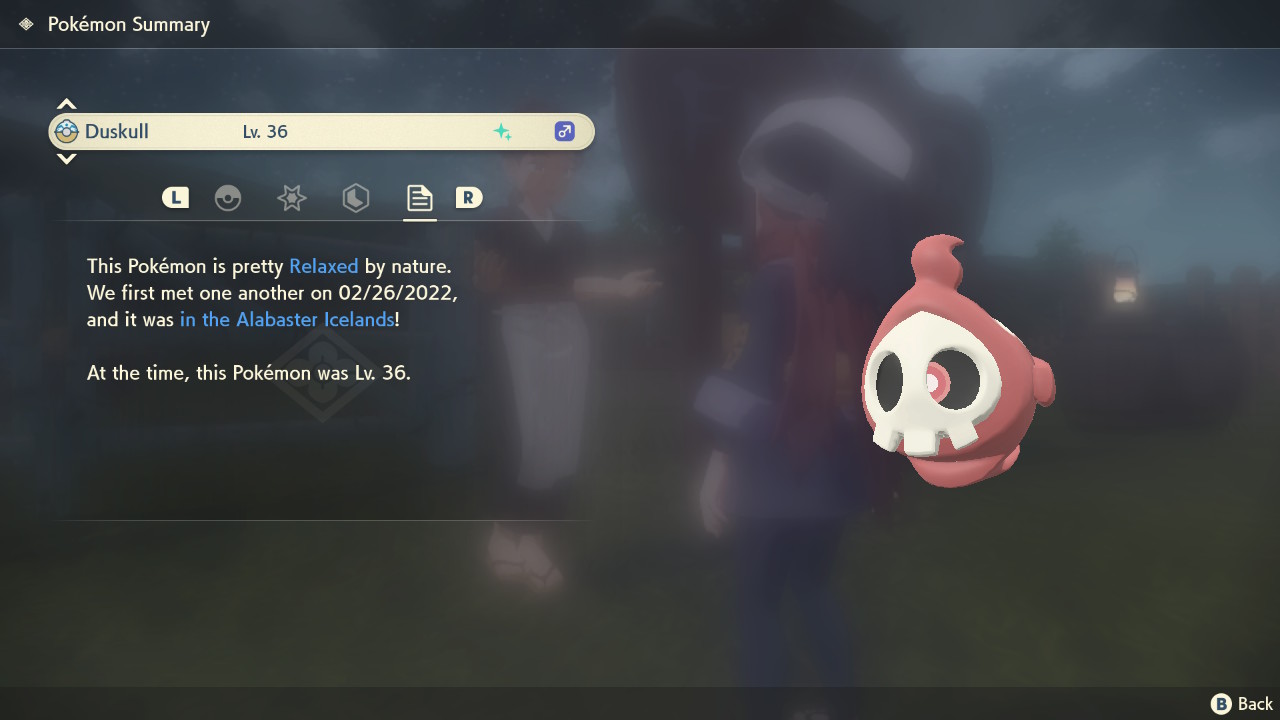 Pokémon Summary
Duskull Lv. 36
L R
This Pokémon is pretty Relaxed by nature.
We first met one another on 02/26/2022,
and it was in the Alabaster Icelands!
At the time, this Pokémon was Lv. 36.
B Back